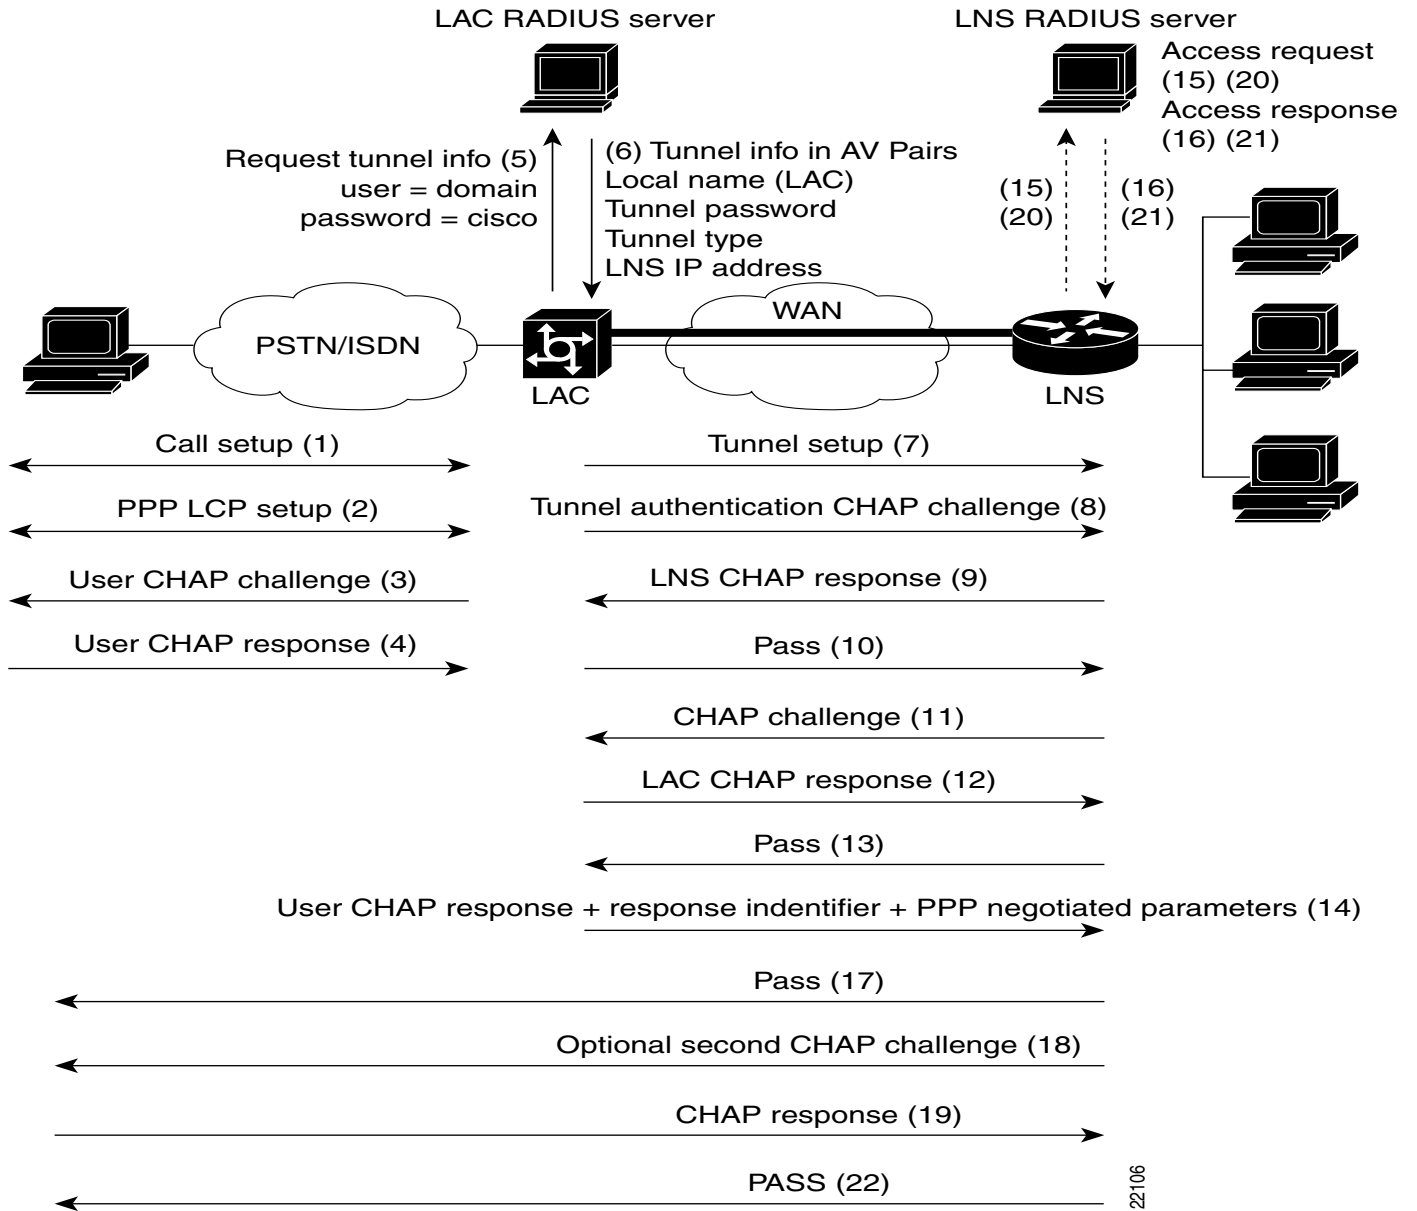 LAC RADIUS server
LNS RADIUS server
Access request
(15) (20)
Access response
(16) (21)
Request tunnel info (5)
user = domain
password = cisco
(6) Tunnel info in AV Pairs
Local name (LAC)
Tunnel password
Tunnel type
LNS IP address
(15)
(20)
(16)
(21)
PSTN/ISDN
WAN
LAC
LNS
Call setup (1)
Tunnel setup (7)
PPP LCP setup (2)
Tunnel authentication CHAP challenge (8)
User CHAP challenge (3)
LNS CHAP response (9)
User CHAP response (4)
Pass (10)
CHAP challenge (11)
LAC CHAP response (12)
Pass (13)
User CHAP response + response indentifier + PPP negotiated parameters (14)
Pass (17)
Optional second CHAP challenge (18)
CHAP response (19)
PASS (22)
22106